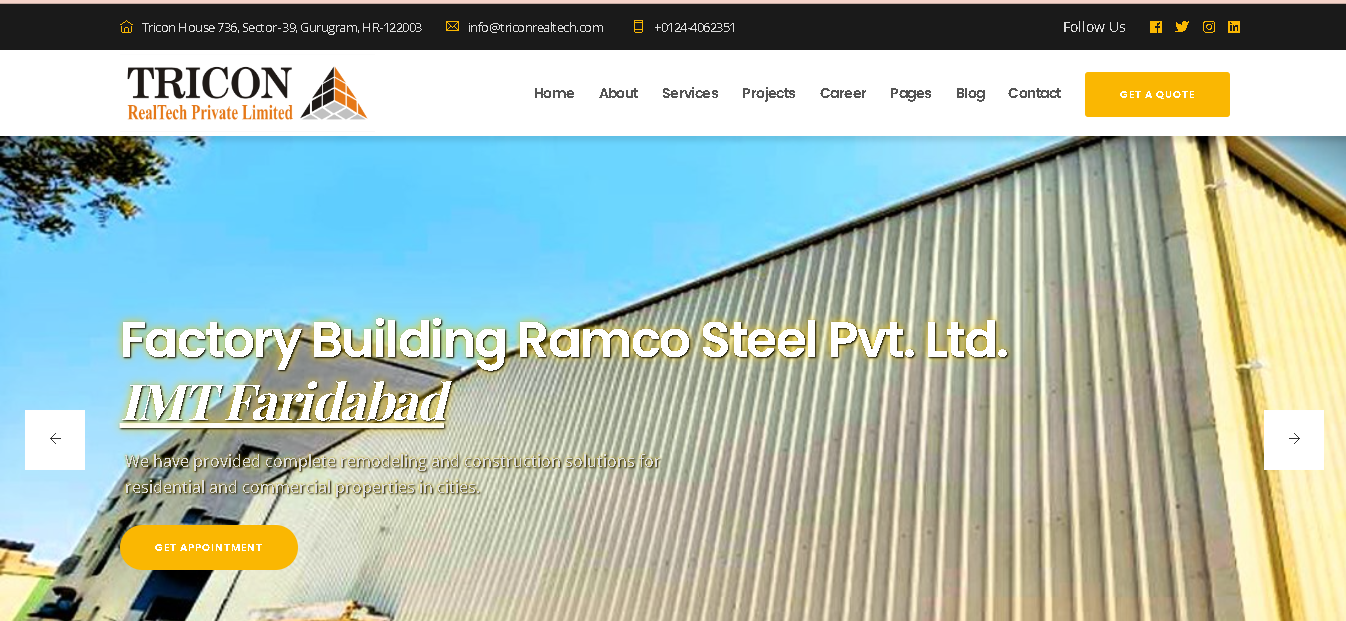 Tricon House 736, Sector-39, Gurugram, HR-122003 info@triconrealtech.com +0124-4062351 Follow Us
TRICON
RealTech Private Limited
Home About Services Projects Career Pages Blog Contact GET A QUOTE
Factory Building Ramco Steel Pvt. Ltd.
IMT Faridabad
We have provided complete remodeling and construction solutions for
residential and commercial properties in cities.
GET APPOINTMENT